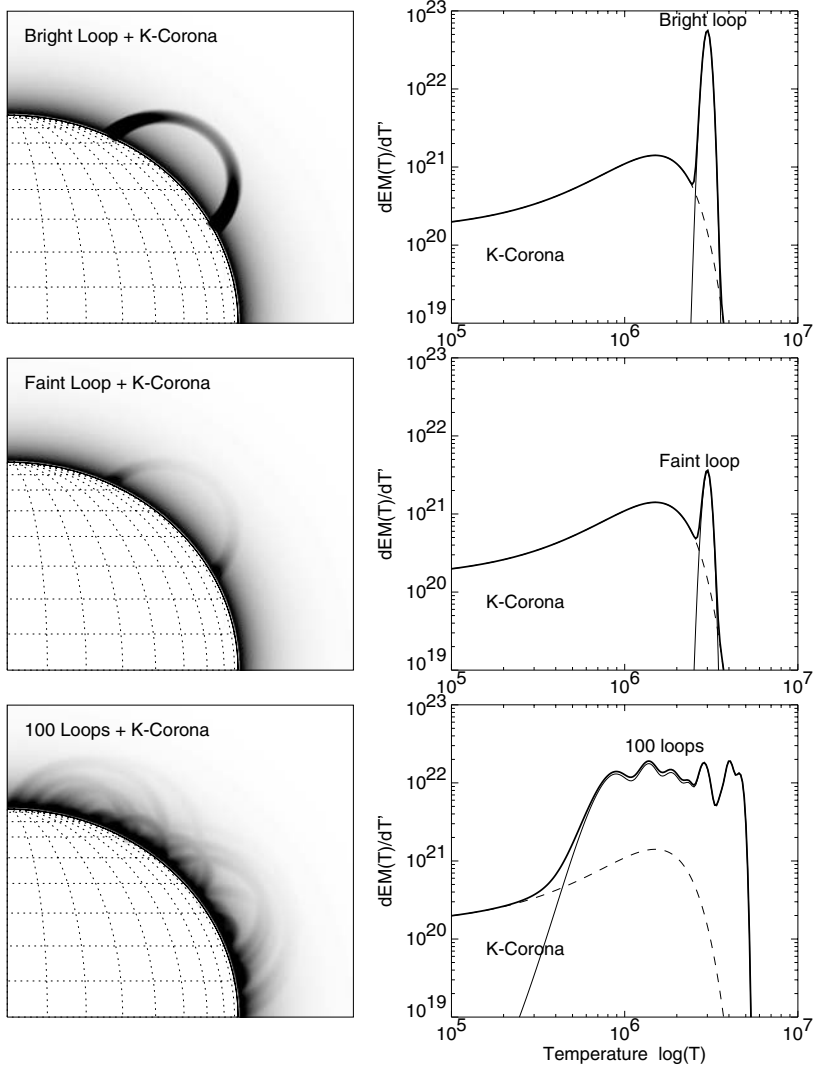 Bright Loop + K-Corona
10^23
10^22
10^21
10^20
10^19
dEM(T)/dT'
Bright loop
K-Corona
10^5
10^6
10^7
Faint Loop + K-Corona
10^23
10^22
10^21
10^20
10^19
dEM(T)/dT'
Faint loop
K-Corona
10^5
10^6
10^7
100 Loops + K-Corona
10^23
10^22
10^21
10^20
10^19
dEM(T)/dT'
100 loops
K-Corona
10^5
10^6
10^7
Temperature log(T)